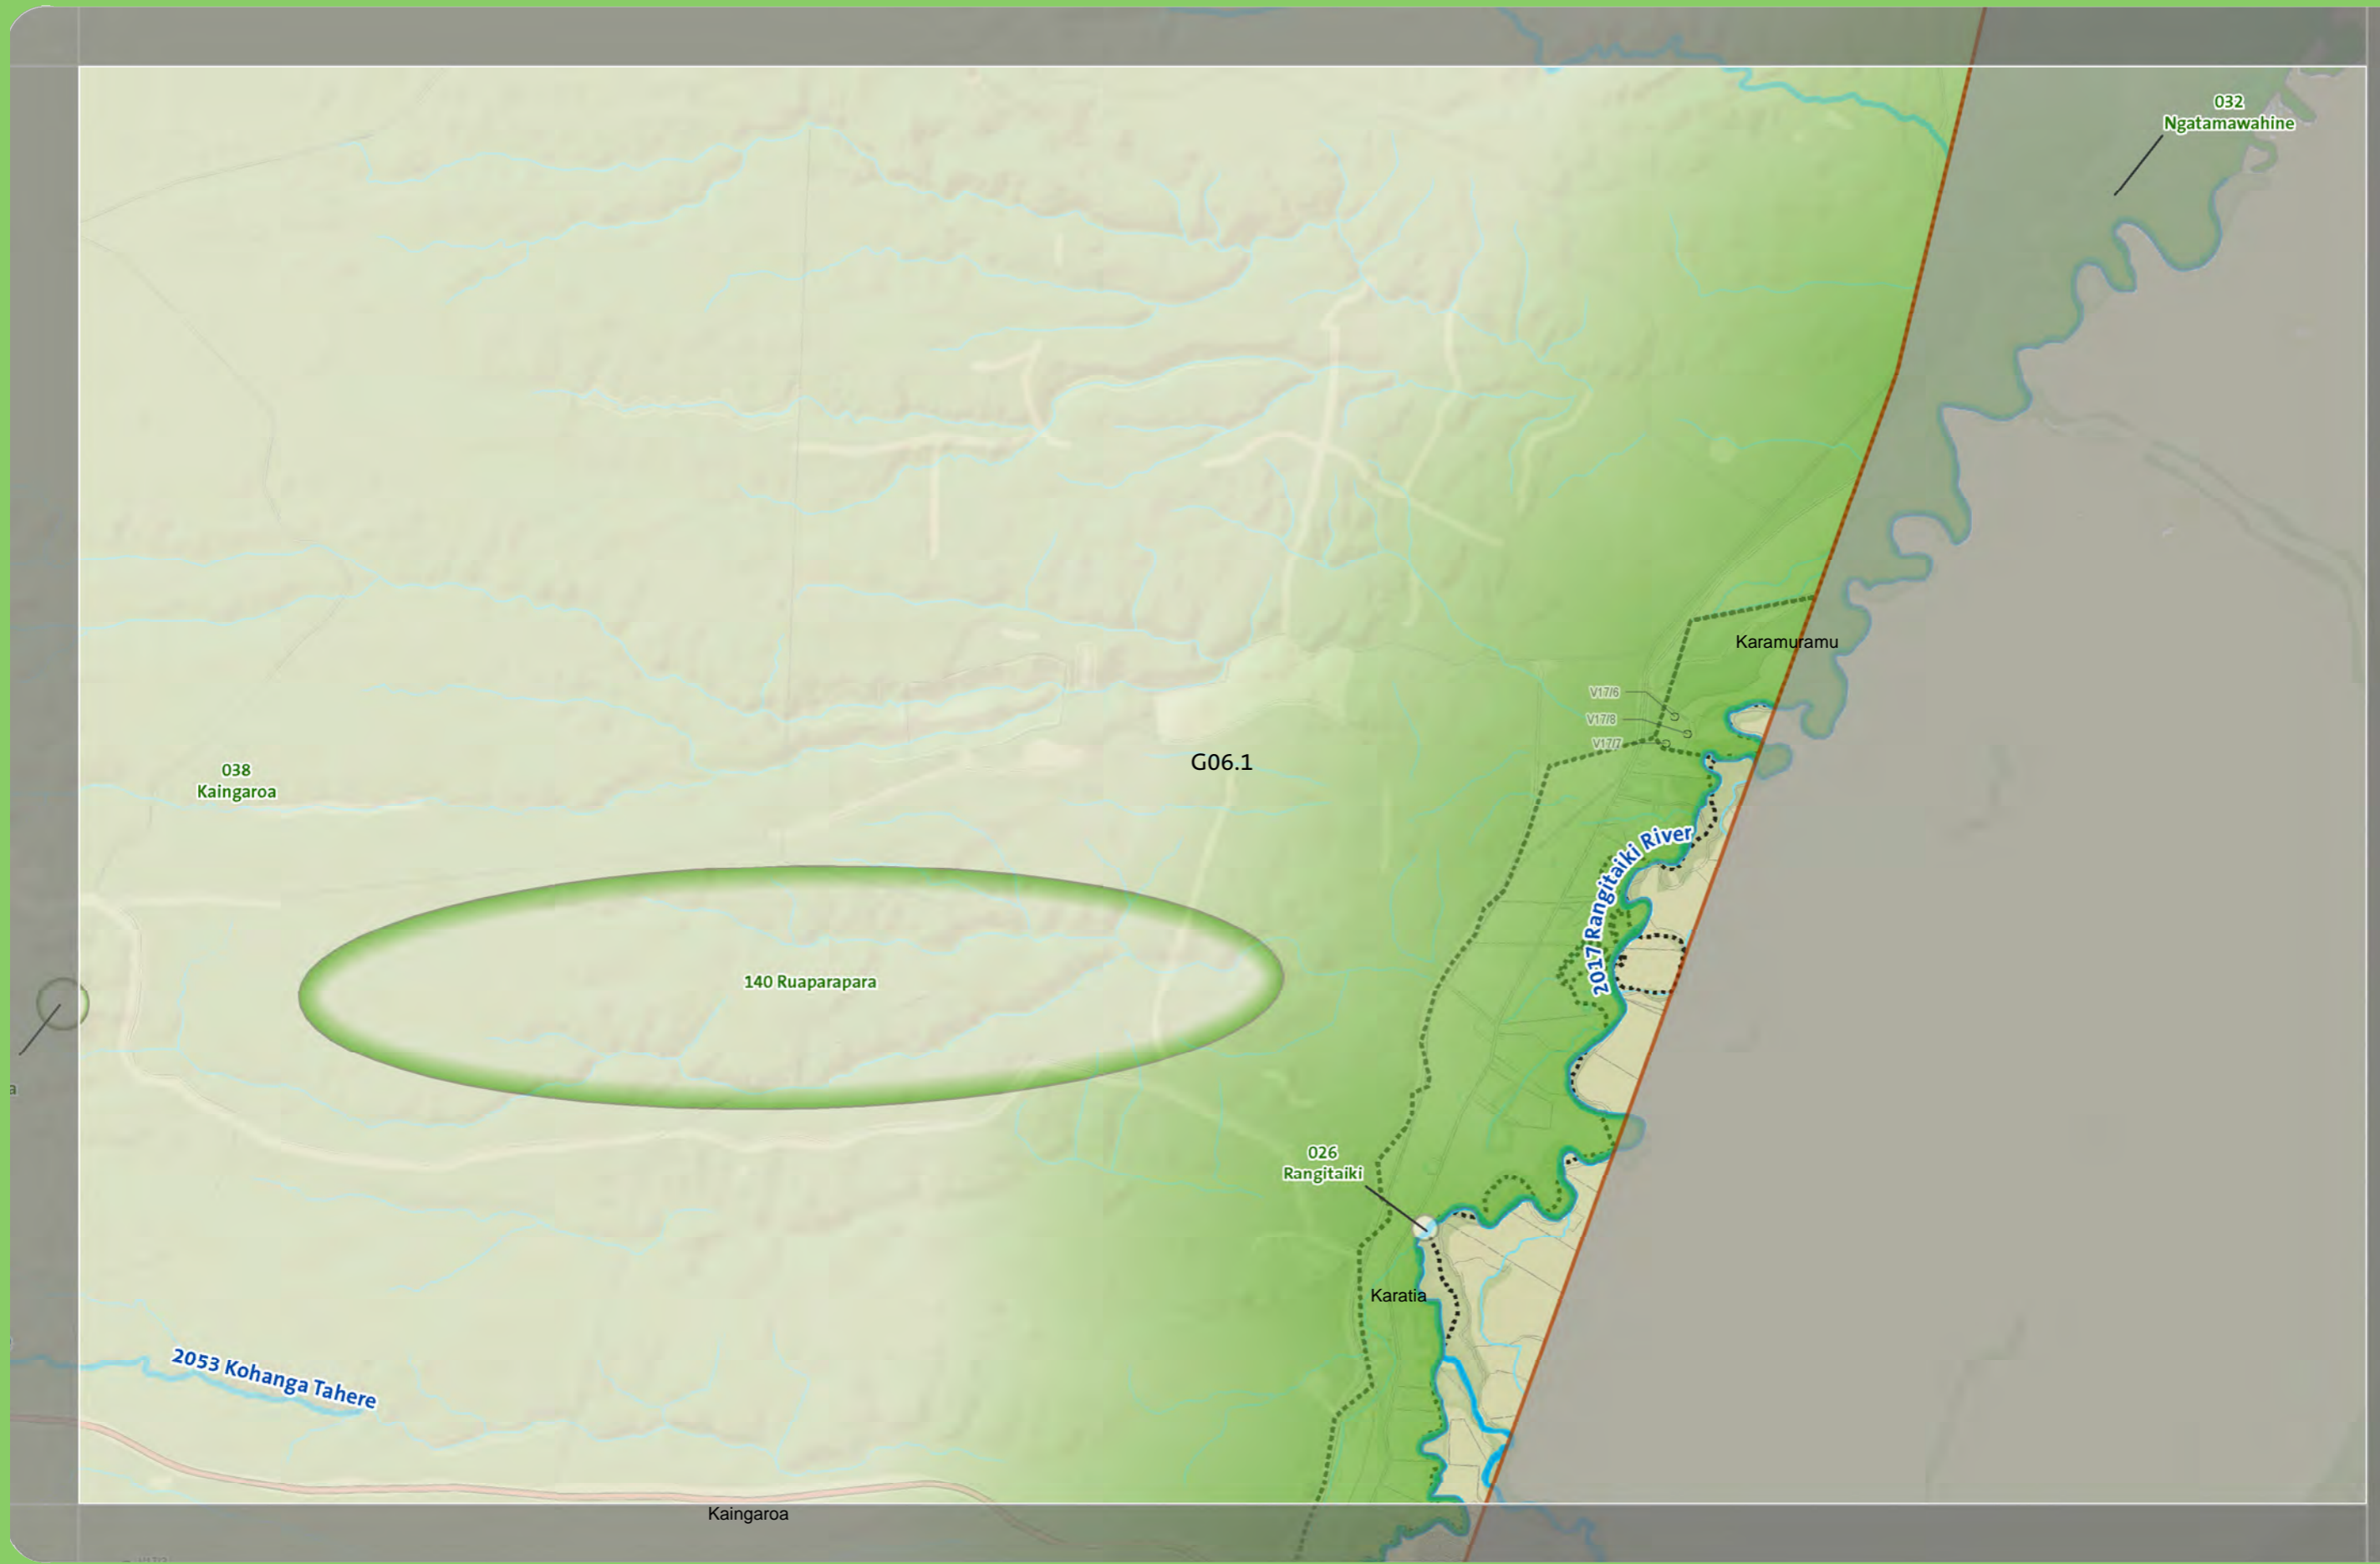 032
Ngatamawahine
Karamuramu
V17/6
V17/8
V17/7
G06.1
038
Kaingaroa
2017 Rangitaiki River
140 Ruaparapara
a
026
Rangitaiki
Karatia
2053 Kohanga Tahere
Kaingaroa